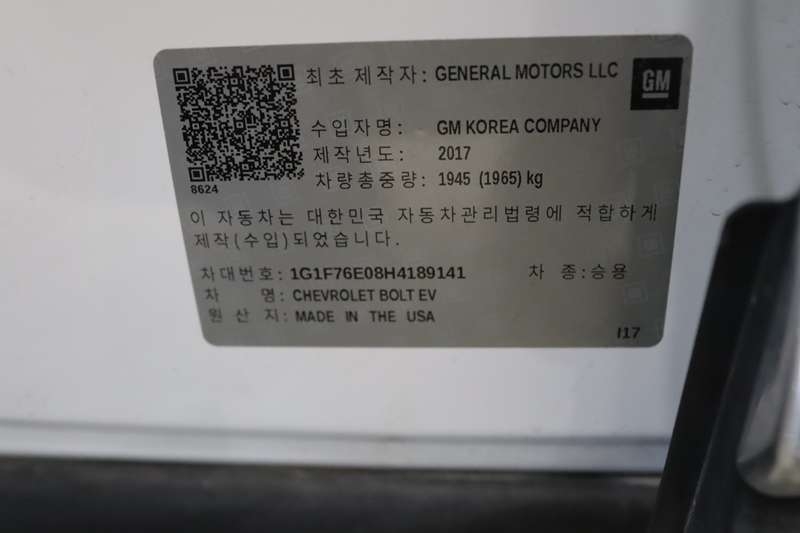 최초 제작자: GENERAL MOTORS LLC
GM
수입자명: GM KOREA COMPANY
제작년도: 2017
차량총중량: 1945 (1965) kg
8624
이 자동차는 대한민국 자동차관리법령에 적합하게
제작(수입)되었습니다.
차대번호: 1G1F76E08H4189141 차 종: 승용
차 명: CHEVROLET BOLT EV
원산지: MADE IN THE USA
I17